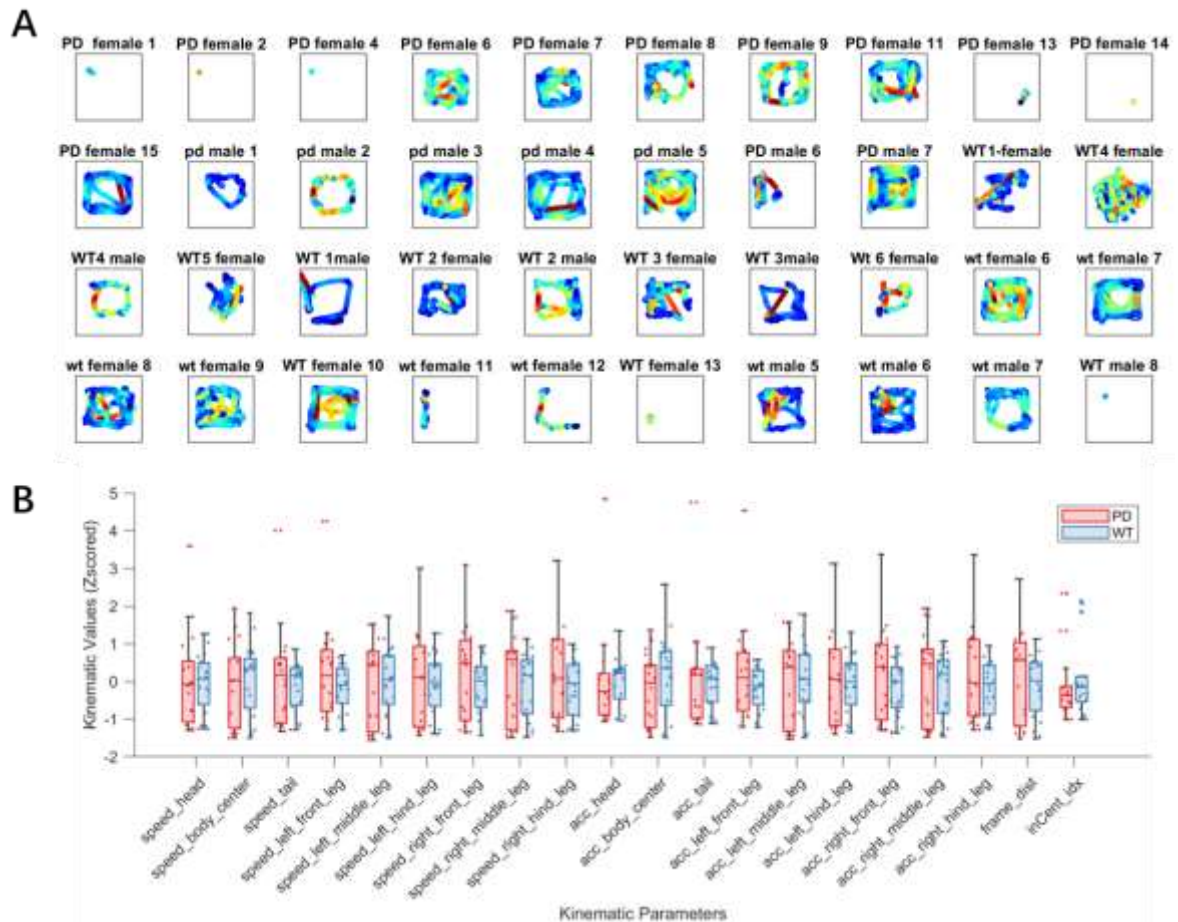 A
PD  female 1 PD female 2 PD female 4 PD female 6 PD female 7 PD female 8 PD female 9 PD female 11 PD female 13 PD female 14
PD female 15 pd male 1 pd male 2 pd male 3 pd male 4 pd male 5 PD male 6 PD male 7 WT1-female WT4 female
WT4 male WT5 female WT 1male WT 2 female WT 2 male WT 3 female WT 3male Wt 6 female wt female 6 wt female 7
wt female 8 wt female 9 WT female 10 wt female 11 wt female 12 WT female 13 wt male 5 wt male 6 wt male 7 WT male 8
B
Kinematic Values (Zscored)
5
4
3
2
1
0
-1
-2
PD
WT
speed_head
speed_body_center
speed_tail
speed_left_front_leg
speed_left_middle_leg
speed_left_hind_leg
speed_right_front_leg
speed_right_middle_leg
speed_right_hind_leg
acc_head
acc_body_center
acc_tail
acc_left_front_leg
acc_left_middle_leg
acc_left_hind_leg
acc_right_front_leg
acc_right_middle_leg
acc_right_hind_leg
frame_dist
inCent_idx
Kinematic Parameters